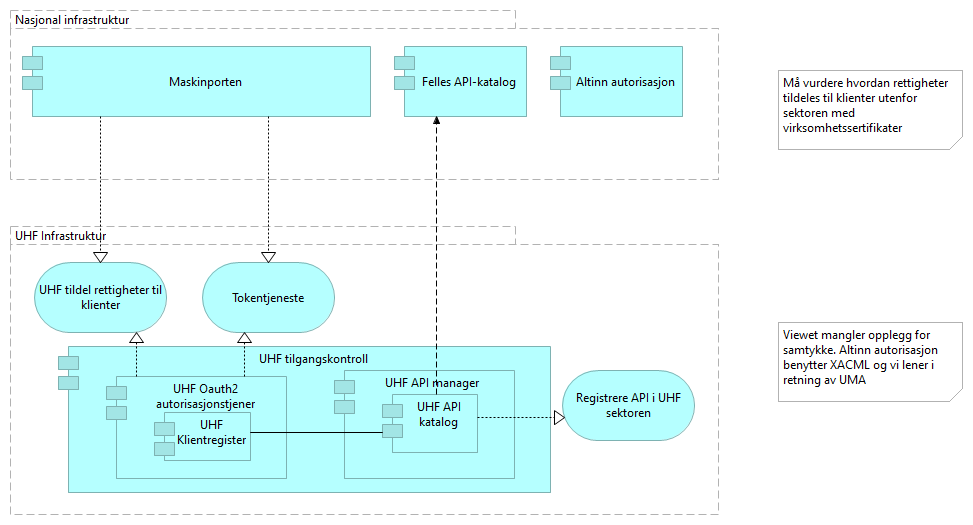 Nasjonal infrastruktur
Maskinporten
Felles API-katalog
Altinn autorisasjon
Må vurdere hvordan rettigheter
tildeles til klienter utenfor
sektoren med
virksomhetssertifikater
UHF Infrastruktur
UHF tildel rettigheter til
klienter
Tokentjeneste
Viewet mangler opplegg for
samtykke. Altinn autorisasjon
benytter XACML og vi lener i
retning av UMA
UHF tilgangskontroll
UHF Oauth2
autorisasjonstjener
UHF
Klientregister
UHF API manager
UHF API
katalog
Registrere API i UHF
sektoren